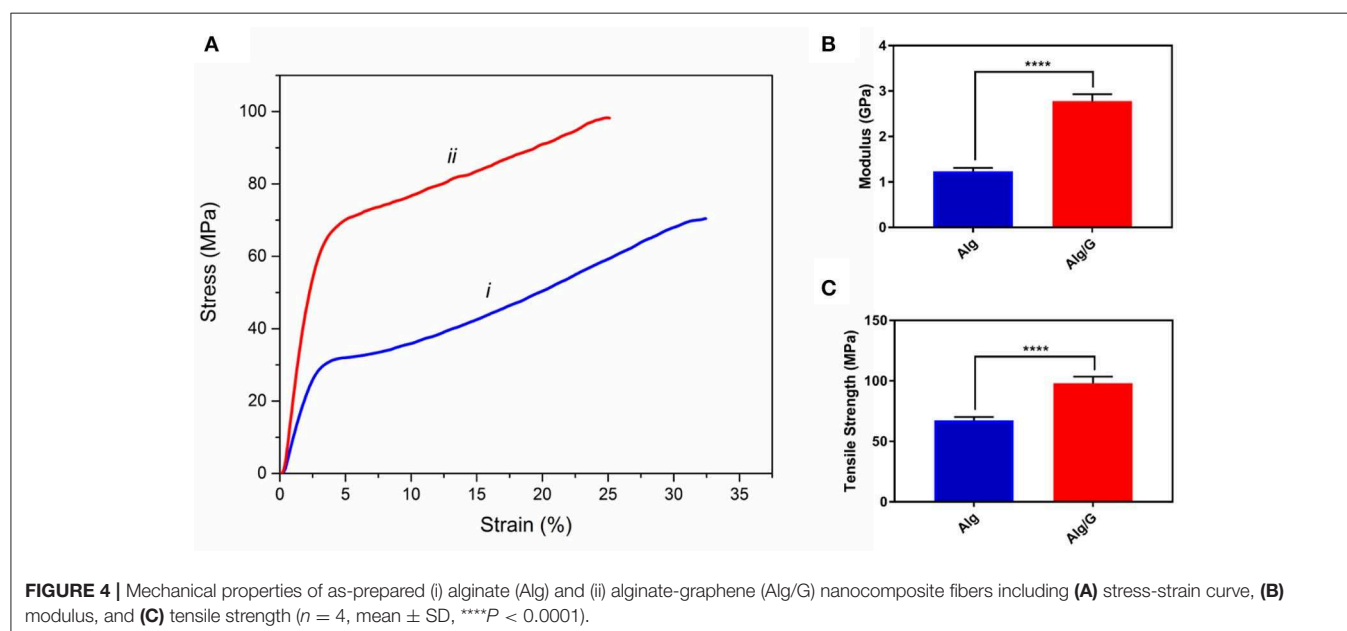 A
Stress (MPa)
100
80
60
40
20
0
ii
i
0 5 10 15 20 25 30 35
Strain (%)
B
Modulus (GPa)
4
3
2
1
0
****
Alg
Alg/G
C
Tensile Strength (MPa)
150
100
50
0
****
Alg
Alg/G
FIGURE 4 | Mechanical properties of as-prepared (i) alginate (Alg) and (ii) alginate-graphene (Alg/G) nanocomposite fibers including (A) stress-strain curve, (B)
modulus, and (C) tensile strength (n = 4, mean ± SD, ****P < 0.0001).